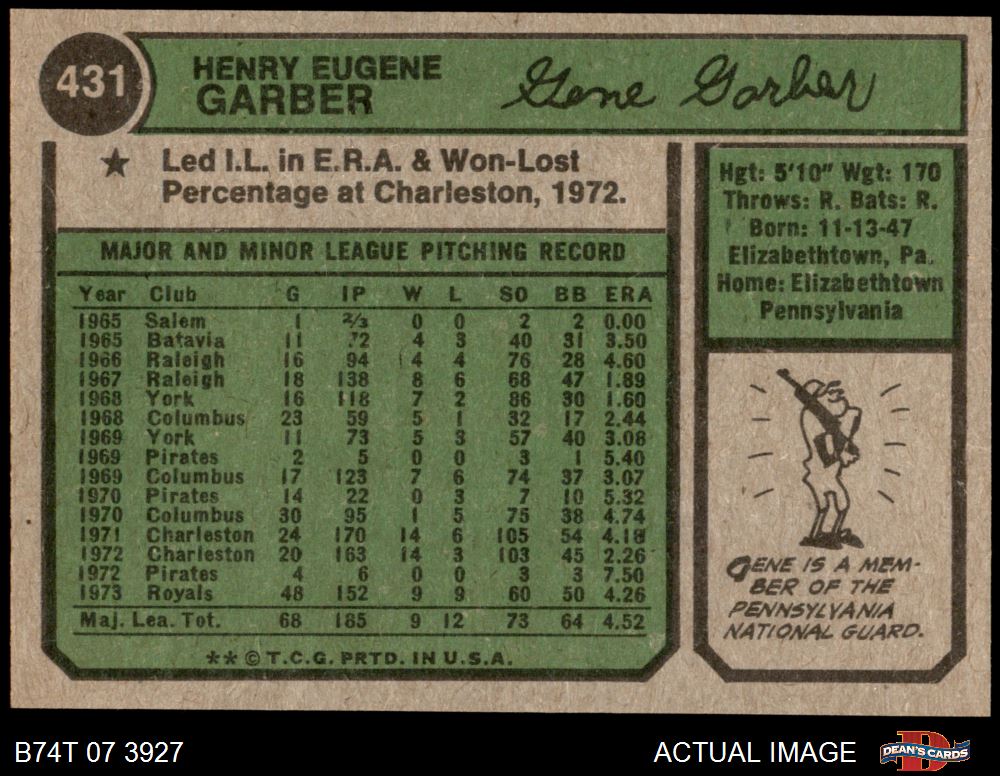 431
HENRY EUGENE
GARBER
Gene Garber
★ Led I.L. in E.R.A. & Won-Lost
Percentage at Charleston, 1972.
MAJOR AND MINOR LEAGUE PITCHING RECORD
Year Club G IP W L SO BB ERA
1965 Salem 1 2/3 0 0 2 2 0.00
1965 Batavia 11 72 4 3 40 31 3.50
1966 Raleigh 16 94 4 4 76 28 4.60
1967 Raleigh 18 138 8 6 68 47 1.89
1968 York 16 118 7 2 86 30 1.60
1968 Columbus 23 59 5 1 32 17 2.44
1969 York 11 73 5 3 57 40 3.08
1969 Pirates 2 5 0 0 3 1 5.40
1969 Columbus 17 123 7 6 74 37 3.07
1970 Pirates 14 22 0 3 7 10 5.32
1970 Columbus 30 95 1 5 75 38 4.74
1971 Charleston 24 170 14 6 105 54 4.18
1972 Charleston 20 163 14 3 103 45 2.26
1972 Pirates 4 6 0 0 3 3 7.50
1973 Royals 48 152 9 9 60 50 4.26
Maj. Lea. Tot. 68 185 9 12 73 64 4.52
** © T.C.G. PRTD. IN U.S.A.
Hgt: 5'10" Wgt: 170
Throws: R. Bats: R.
Born: 11-13-47
Elizabethtown, Pa.
Home: Elizabethtown
Pennsylvania
GENE IS A MEM-
BER OF THE
PENNSYLVANIA
NATIONAL GUARD.
B74T 07 3927
ACTUAL IMAGE
D
DEAN'S CARDS